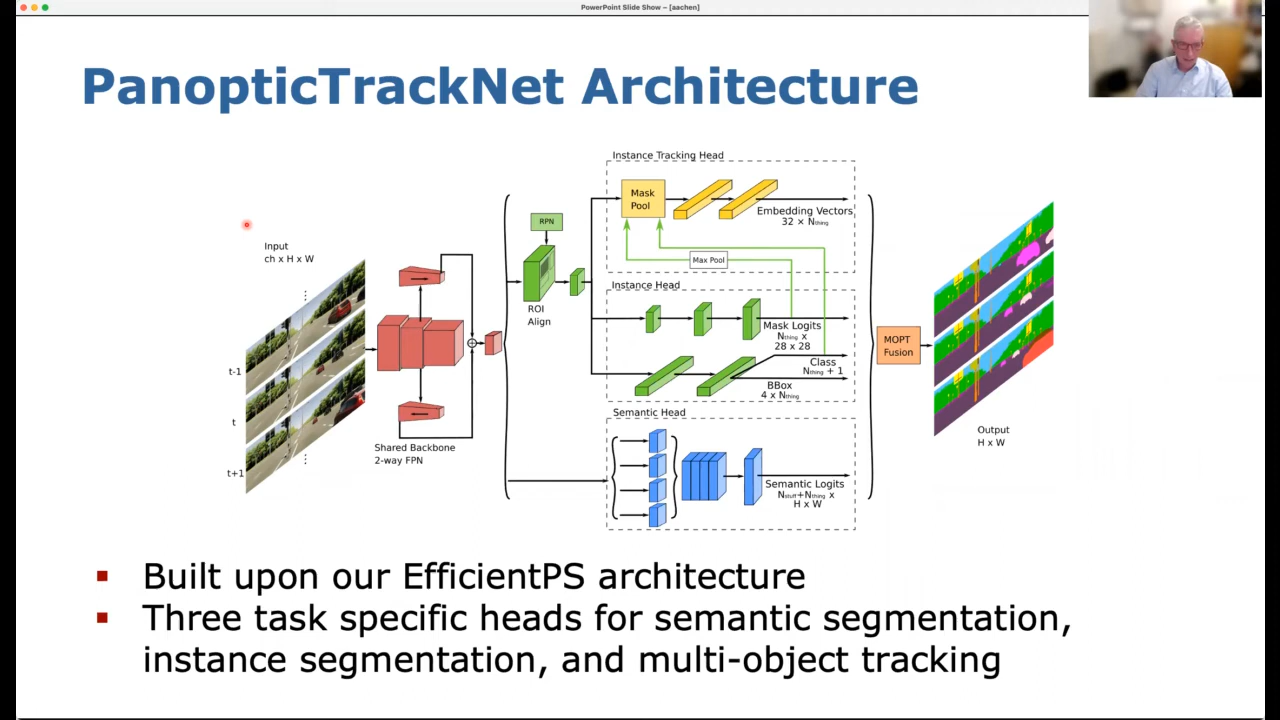 PowerPoint Slide Show – [aachen]
PanopticTrackNet Architecture
Input
ch x H x W
t-1
t
t+1
Shared Backbone
2-way FPN
RPN
ROI
Align
Instance Tracking Head
Mask
Pool
Embedding Vectors
32 × Nthing
Max Pool
Instance Head
Mask Logits
Nthing x
28 x 28
Class
Nthing + 1
BBox
4 x Nthing
Semantic Head
Semantic Logits
Nstuff+Nthing x
H x W
MOPT
Fusion
Output
H x W
▪ Built upon our EfficientPS architecture
▪ Three task specific heads for semantic segmentation,
instance segmentation, and multi-object tracking